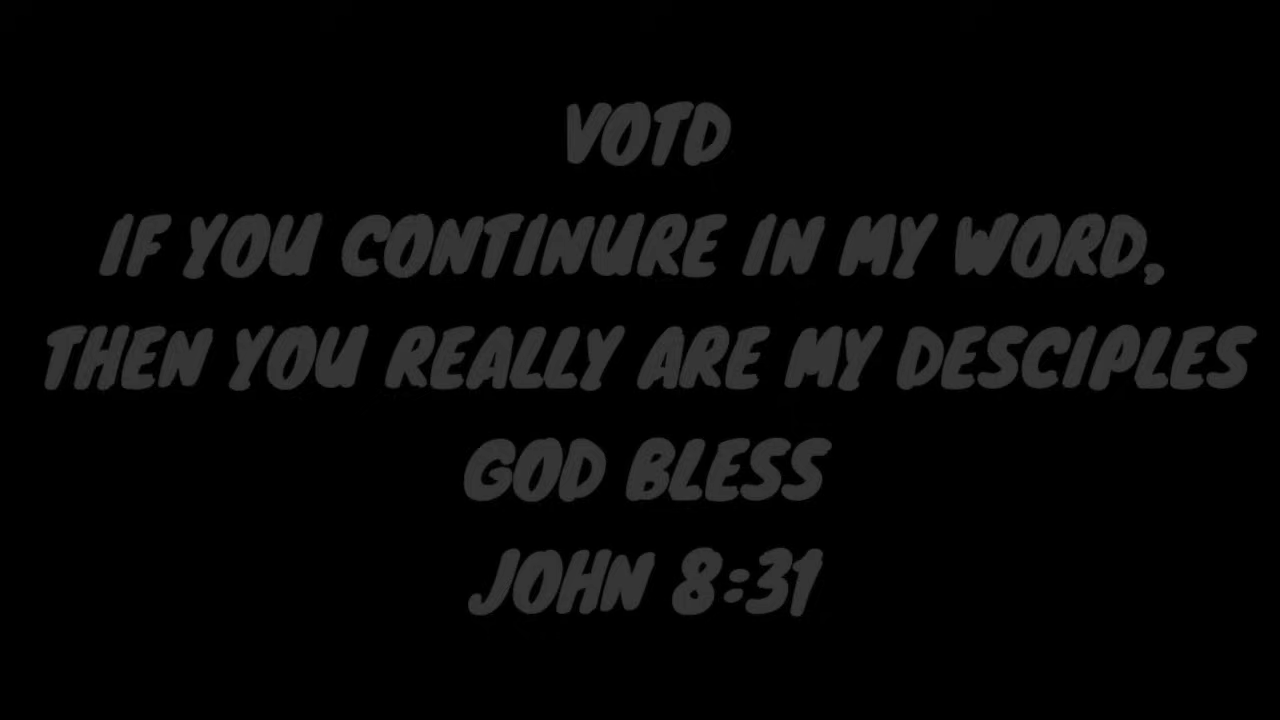 VOTD
IF YOU CONTINURE IN MY WORD,
THEN YOU REALLY ARE MY DESCIPLES
GOD BLESS
JOHN 8:31